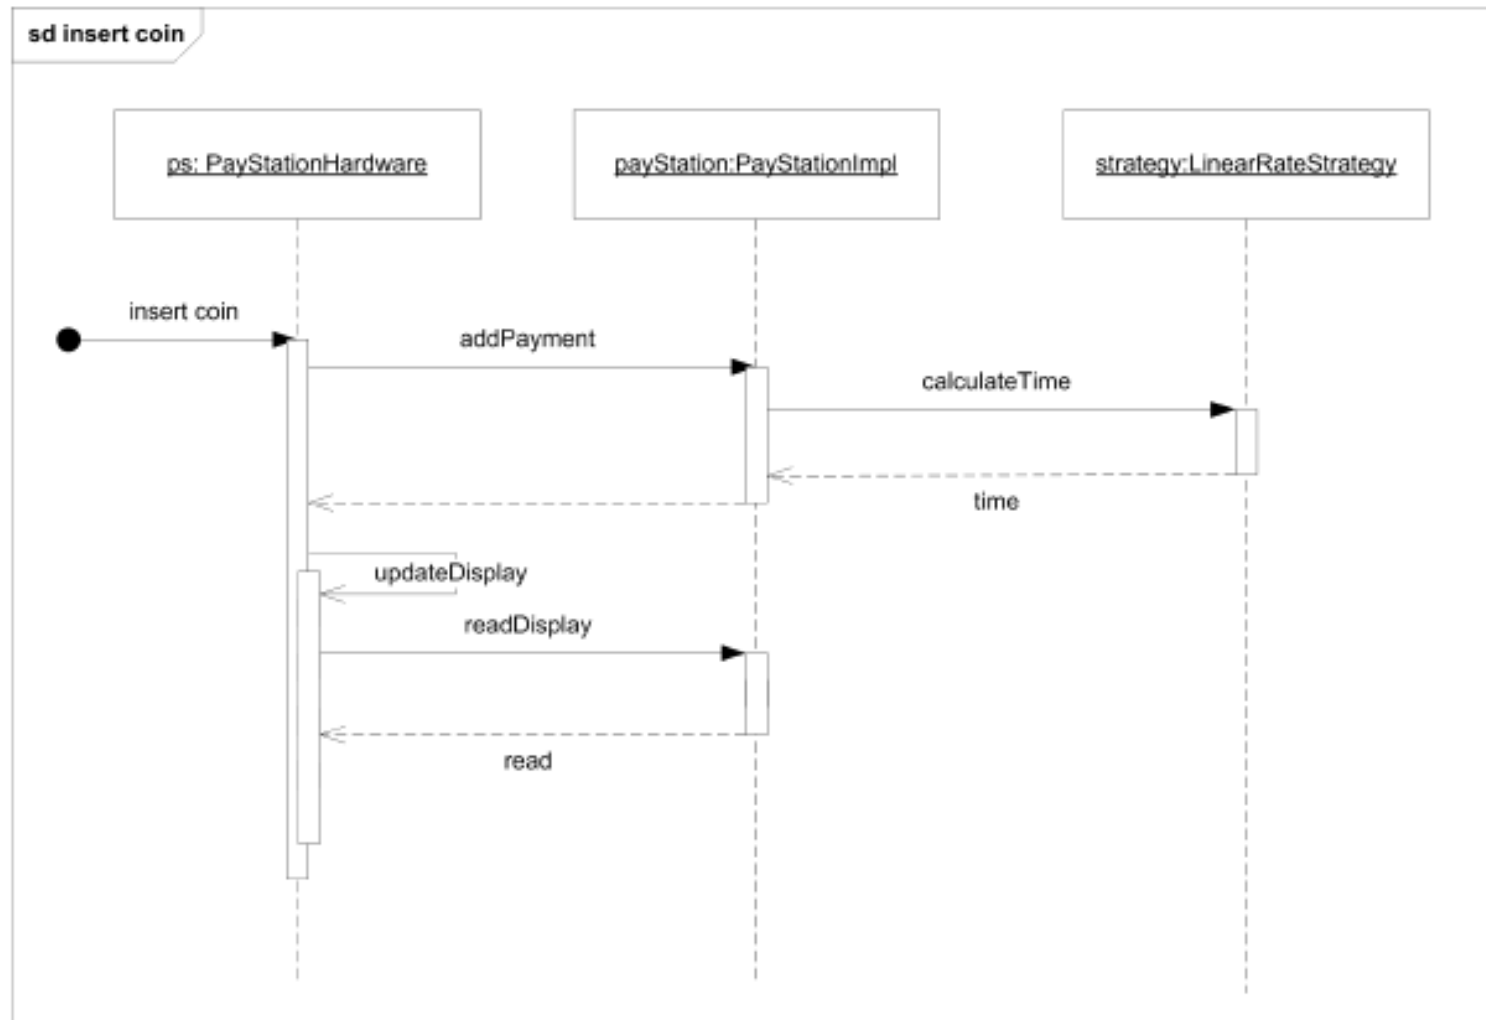 sd insert coin
ps: PayStationHardware
payStation:PayStationImpl
strategy:LinearRateStrategy
insert coin
addPayment
calculateTime
time
updateDisplay
readDisplay
read